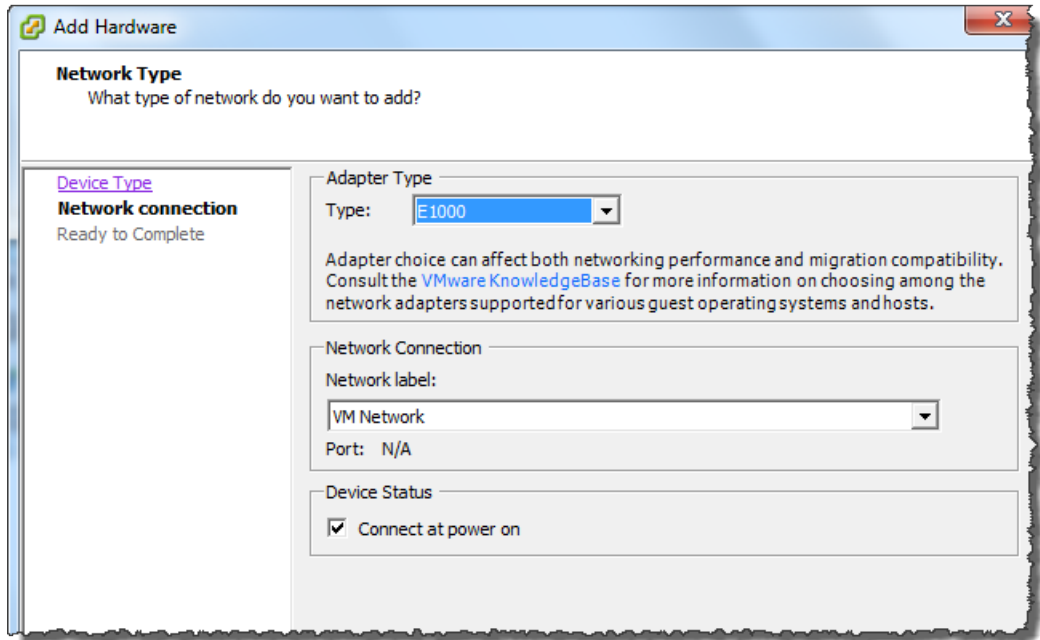 Add Hardware
Network Type
What type of network do you want to add?
Device Type
Network connection
Ready to Complete
Adapter Type
Type: E1000
Adapter choice can affect both networking performance and migration compatibility.
Consult the VMware KnowledgeBase for more information on choosing among the
network adapters supported for various guest operating systems and hosts.
Network Connection
Network label:
VM Network
Port: N/A
Device Status
Connect at power on